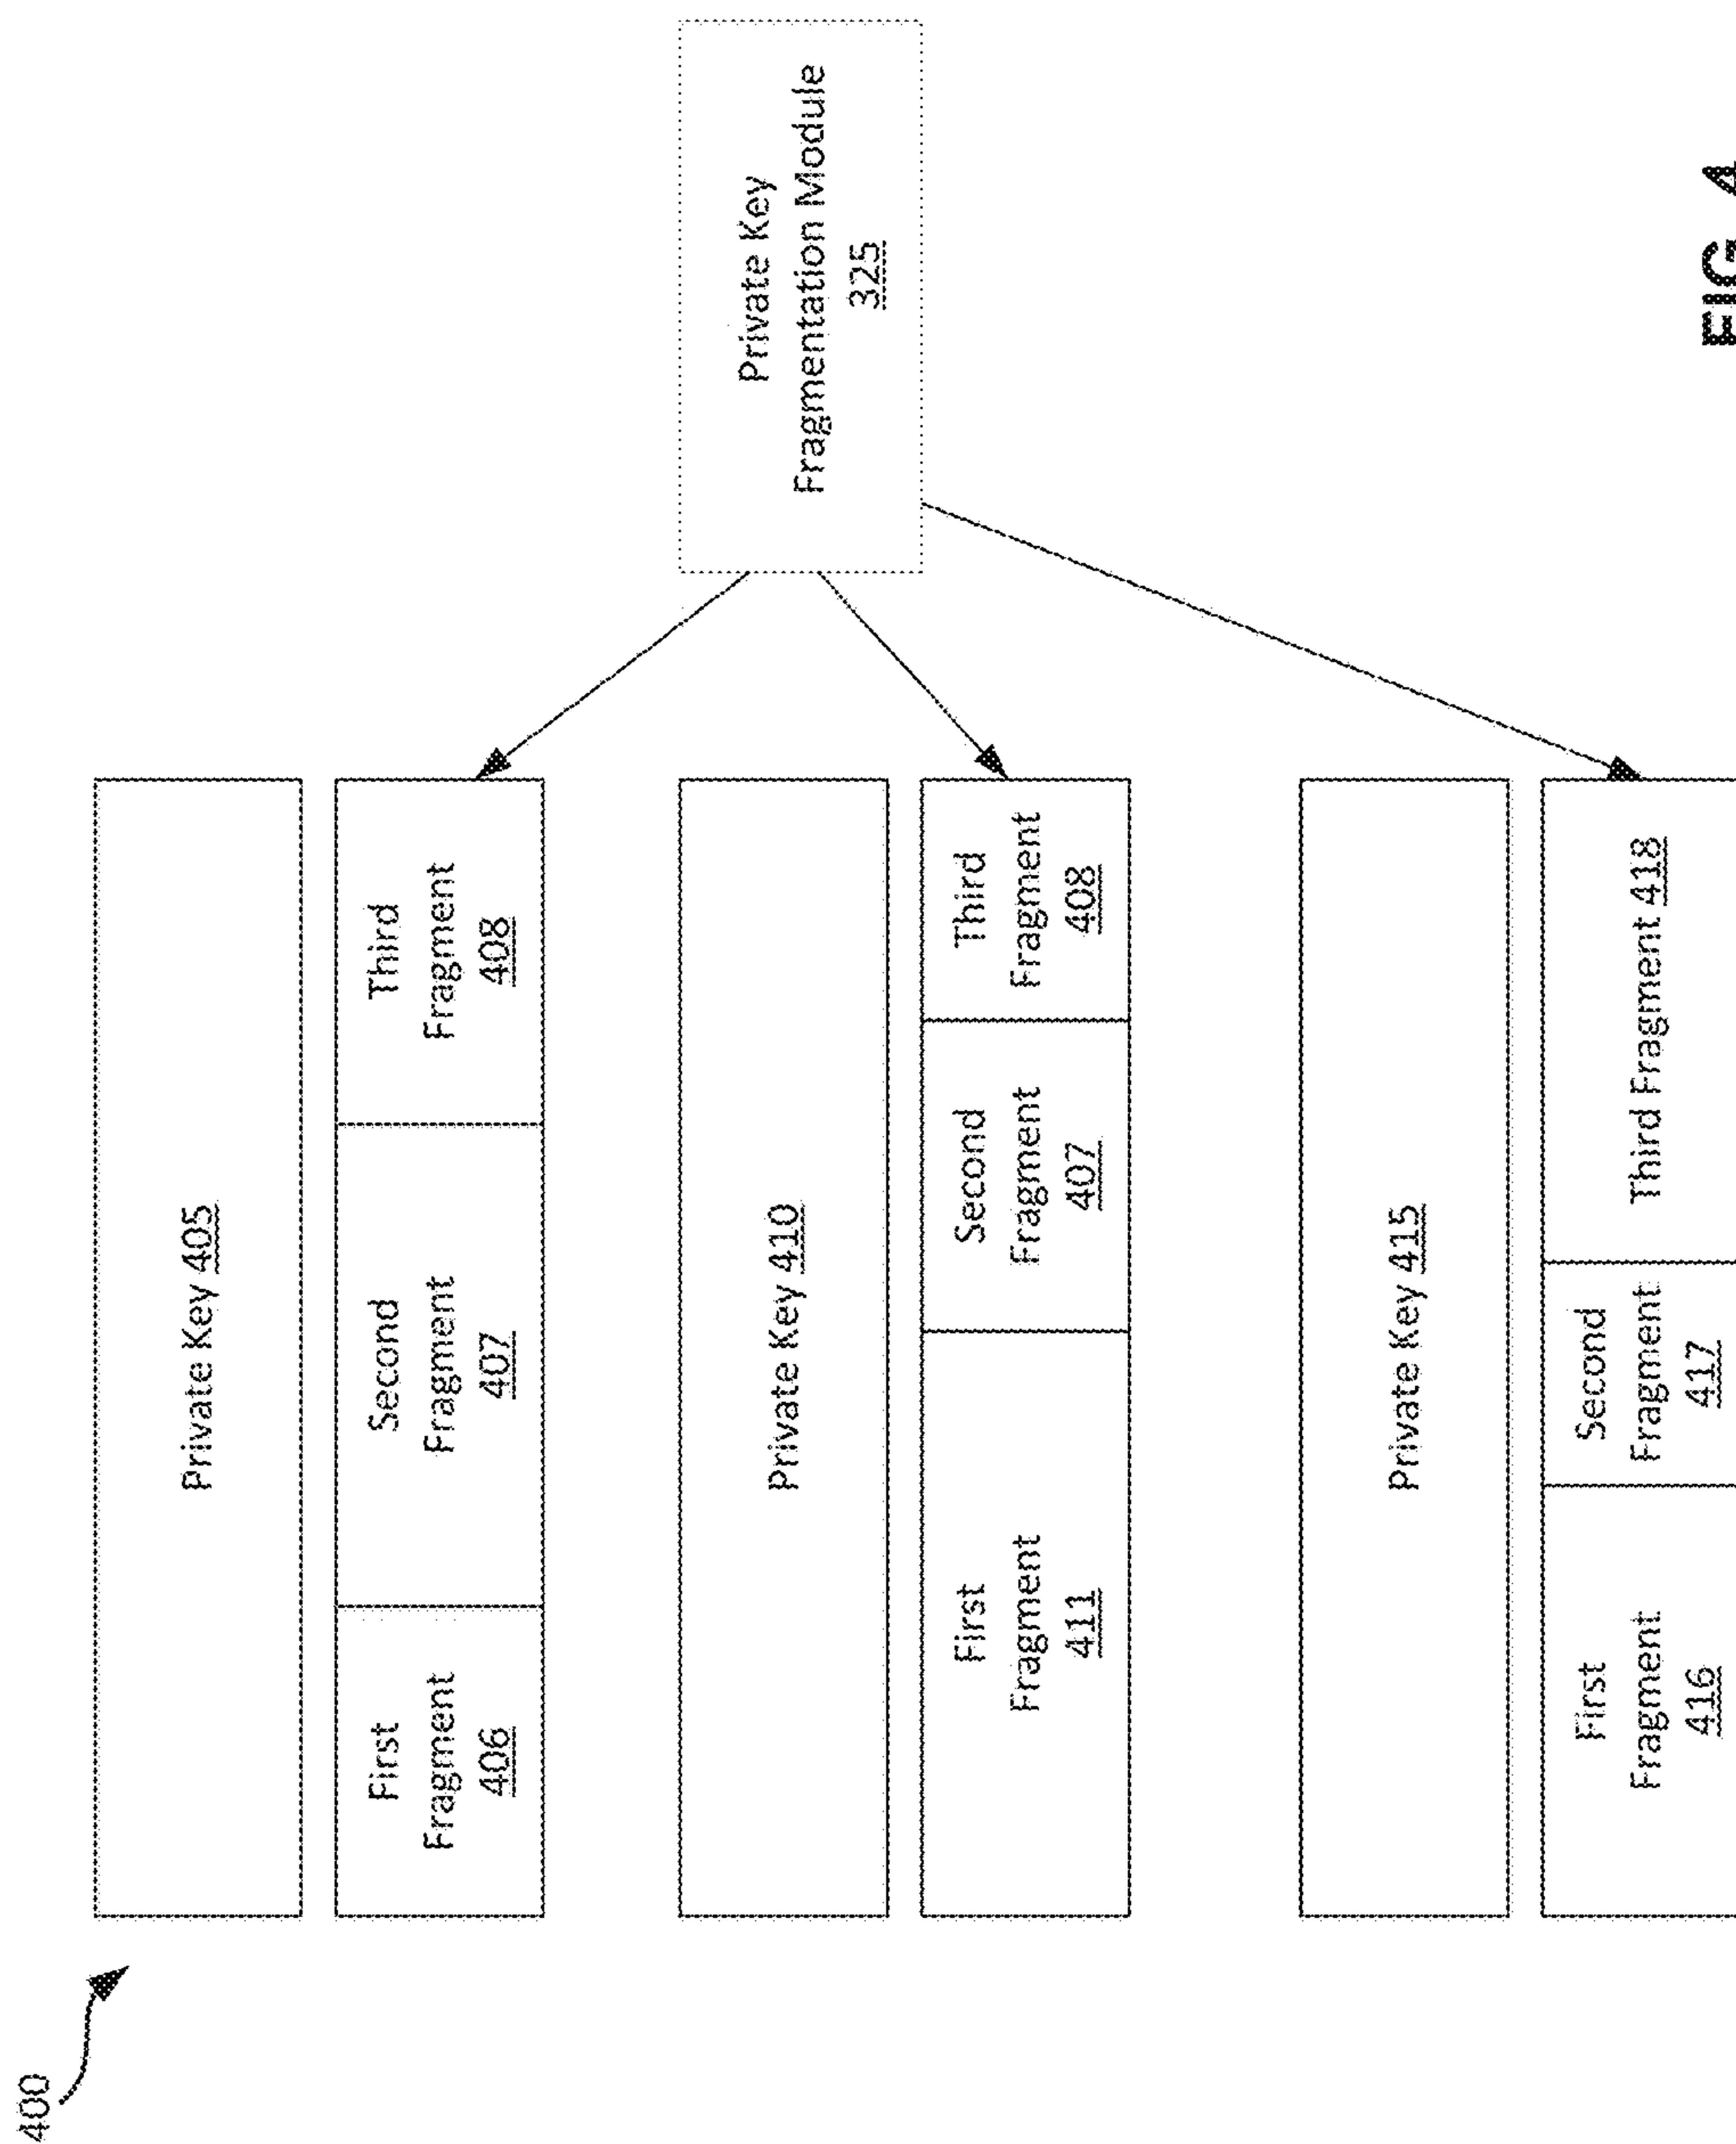 400
Private Key 405
First
Fragment
406
Second
Fragment
407
Third
Fragment
408
Private Key
Fragmentation Module
325
Private Key 410
First
Fragment
411
Second
Fragment
407
Third
Fragment
408
Private Key 415
First
Fragment
416
Second
Fragment
417
Third Fragment 418
FIG. 4